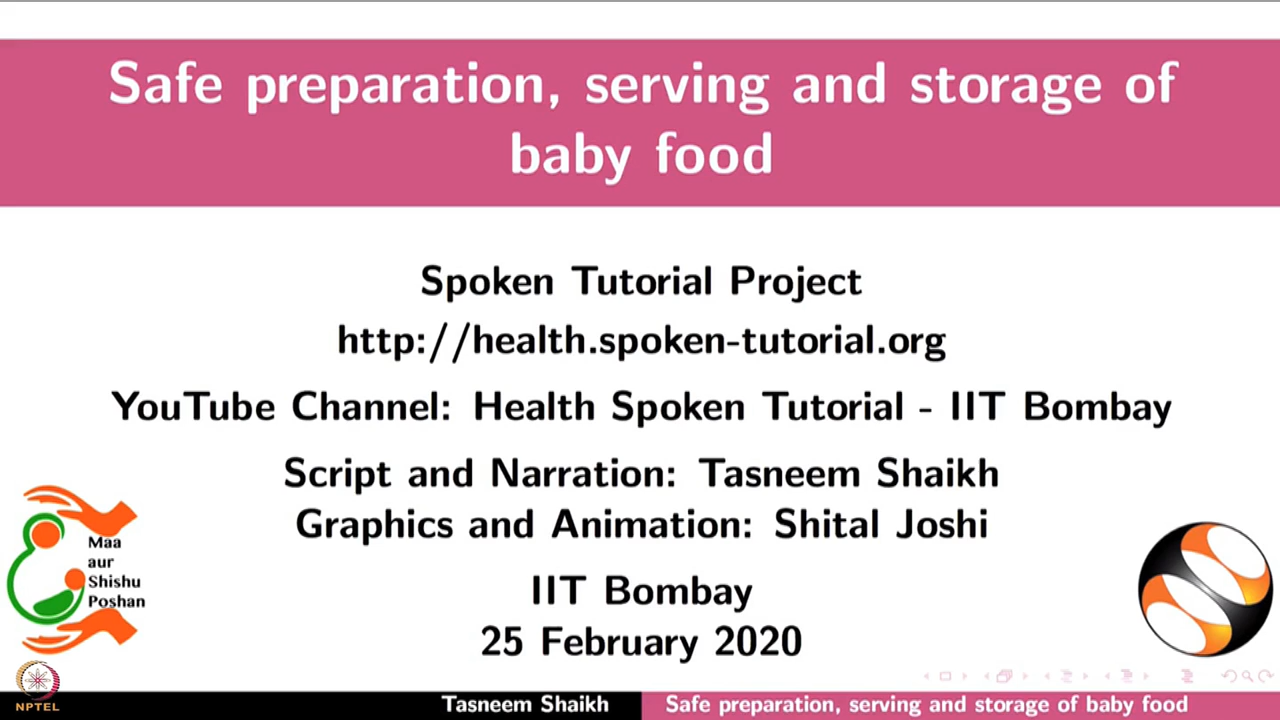 Safe preparation, serving and storage of
baby food
Spoken Tutorial Project
http://health.spoken-tutorial.org
YouTube Channel: Health Spoken Tutorial - IIT Bombay
Script and Narration: Tasneem Shaikh
Graphics and Animation: Shital Joshi
IIT Bombay
25 February 2020
Maa
aur
Shishu
Poshan
NPTEL
Tasneem Shaikh
Safe preparation, serving and storage of baby food